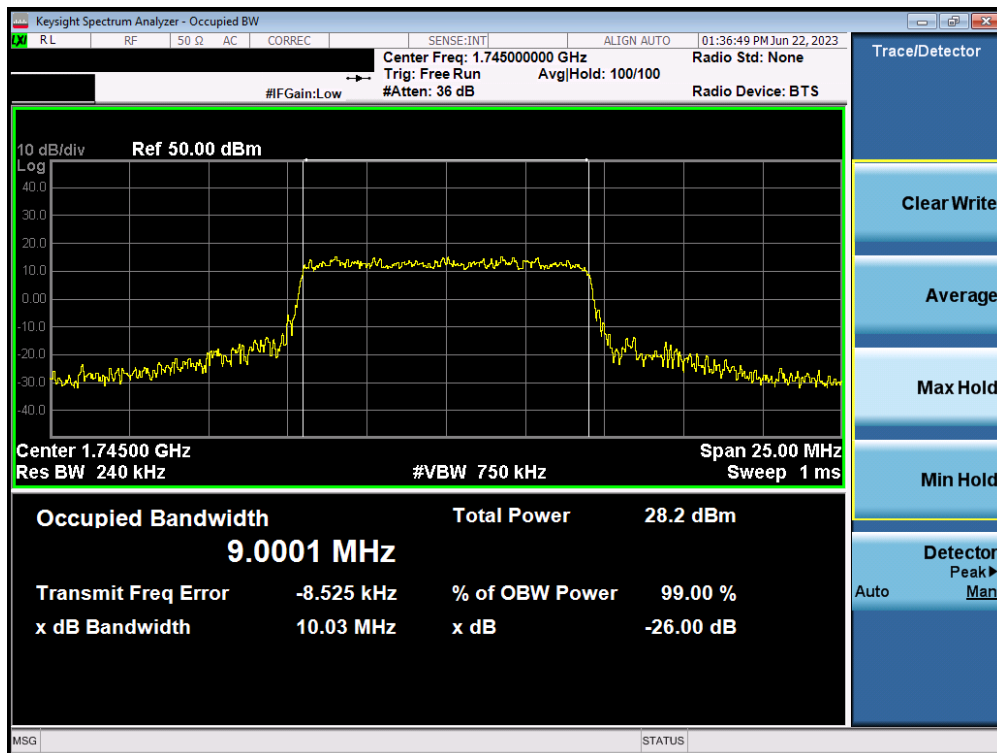 Keysight Spectrum Analyzer - Occupied BW
LXI RL RF 50 Ω AC CORREC SENSE:INT ALIGN AUTO 01:36:49 PM Jun 22, 2023
Center Freq: 1.745000000 GHz Radio Std: None
Trig: Free Run Avg|Hold: 100/100
#IFGain:Low #Atten: 36 dB Radio Device: BTS
10 dB/div Ref 50.00 dBm
Log
40.0
30.0
20.0
10.0
0.00
-10.0
-20.0
-30.0
-40.0
Center 1.74500 GHz Span 25.00 MHz
Res BW 240 kHz #VBW 750 kHz Sweep 1 ms
Occupied Bandwidth Total Power 28.2 dBm
9.0001 MHz
Transmit Freq Error -8.525 kHz % of OBW Power 99.00 %
x dB Bandwidth 10.03 MHz x dB -26.00 dB
Trace/Detector
Clear Write
Average
Max Hold
Min Hold
Detector
Peak▶
Auto Man
MSG STATUS